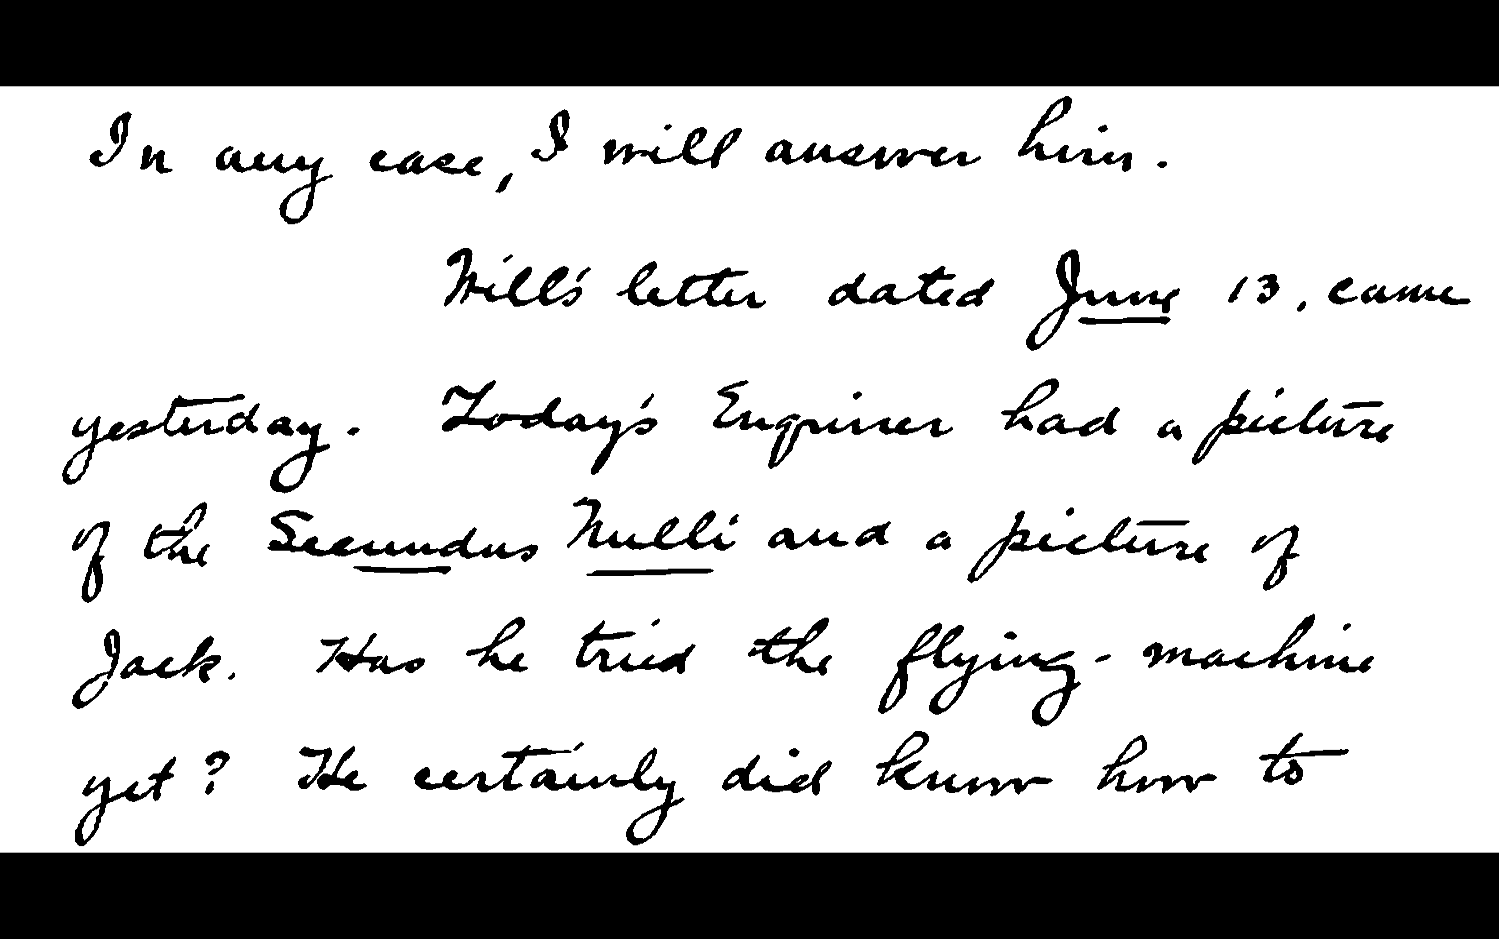 In any case, I will answer him.
Will's letter dated June 13, came
yesterday. Today's Enquirer had a picture
of the Secundus Nulli and a picture of
Jack. Has he tried the flying-machine
yet? He certainly did know how to